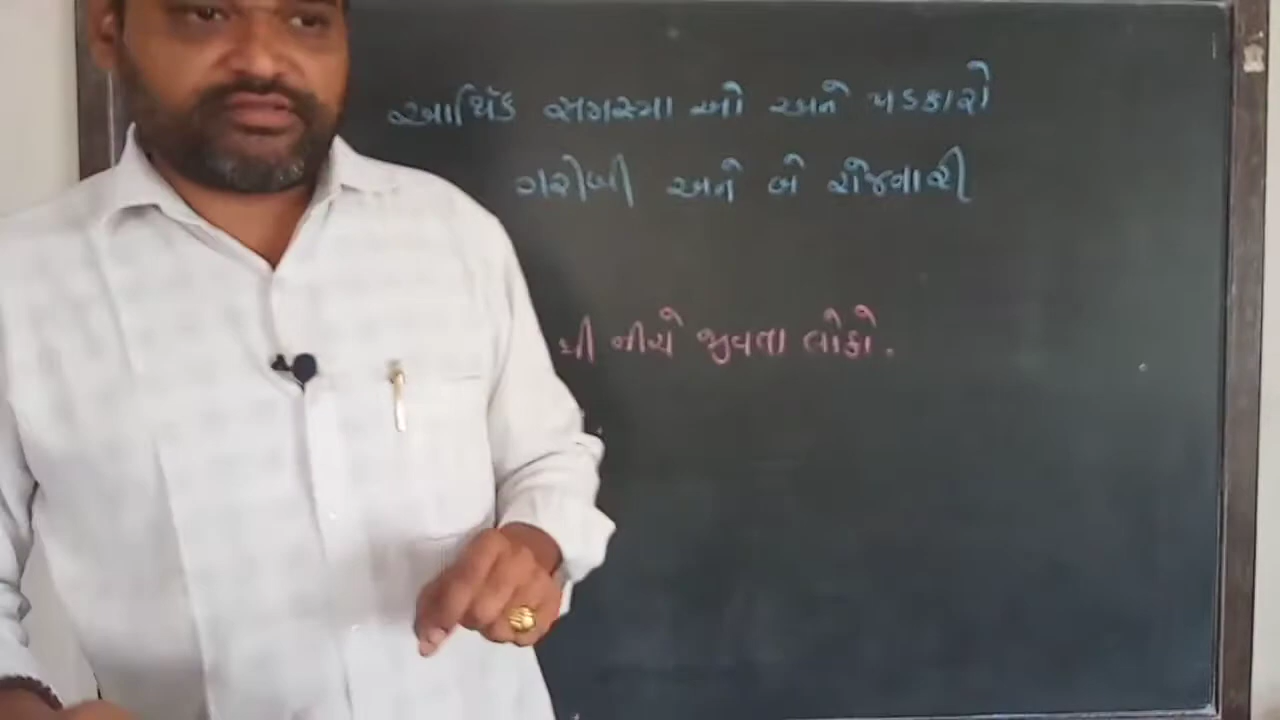 આર્થિક સમસ્યા ઓ અને પડકારો
ગરીબી અને બે રોજગારી
થી નીચે જીવતા લોકો.